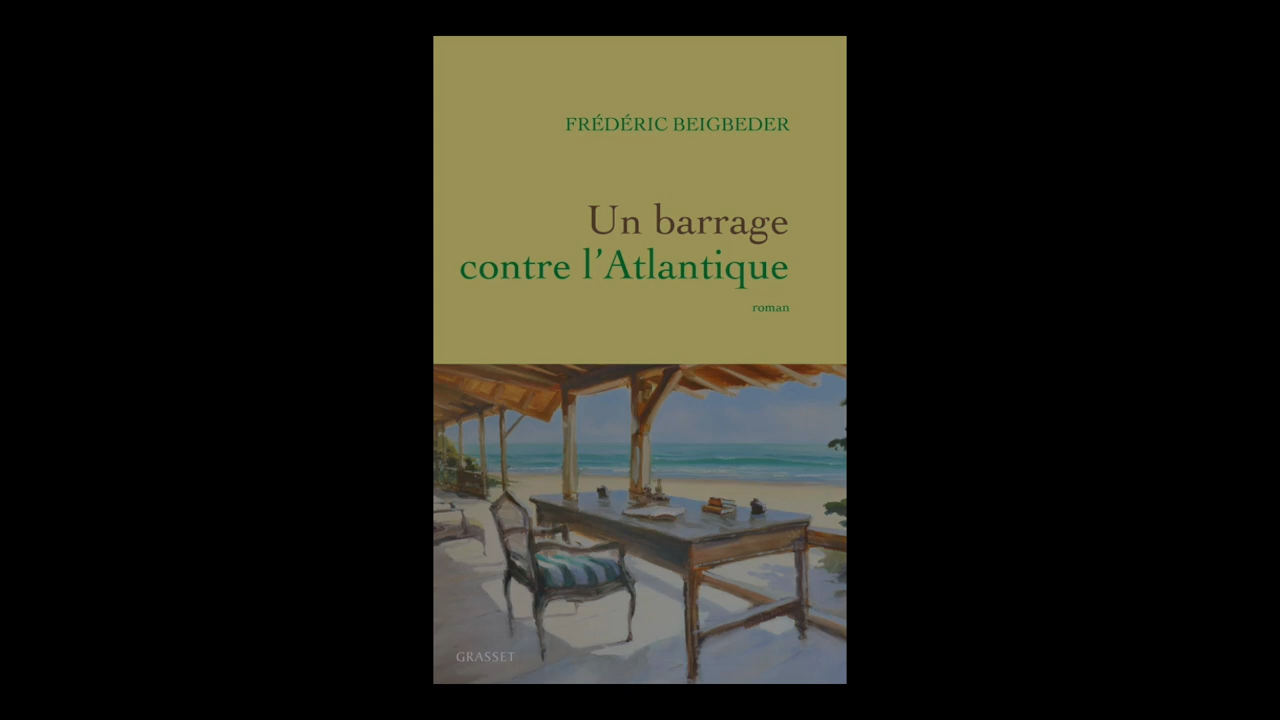 FRÉDÉRIC BEIGBEDER
Un barrage
contre l'Atlantique
roman
GRASSET